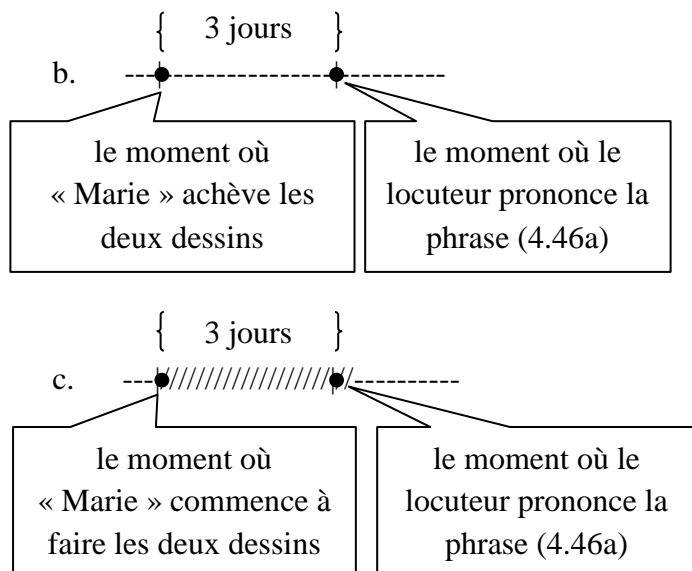 { 3 jours }
b.
le moment où
« Marie » achève les
deux dessins
le moment où le
locuteur prononce la
phrase (4.46a)
{ 3 jours }
c.
le moment où
« Marie » commence à
faire les deux dessins
le moment où le
locuteur prononce la
phrase (4.46a)